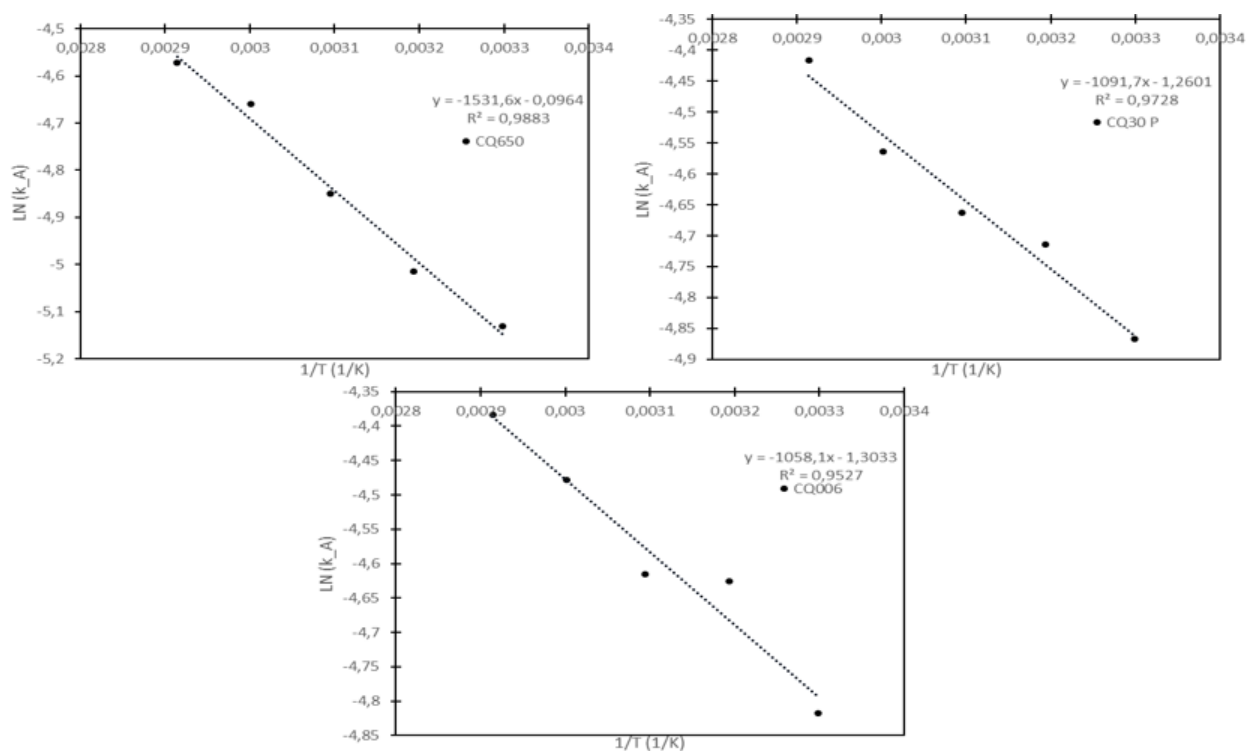 -4,5
0,0028 0,0029 0,003 0,0031 0,0032 0,0033 0,0034
-4,6
y = -1531,6x - 0,0964
R² = 0,9883
CQ650
-4,7
-4,8
LN (k_A)
-4,9
-5
-5,1
-5,2
1/T (1/K)
-4,35
0,0028 0,0029 0,003 0,0031 0,0032 0,0033 0,0034
-4,4
-4,45
y = -1091,7x - 1,2601
R² = 0,9728
CQ30 P
-4,5
-4,55
-4,6
LN (k_A)
-4,65
-4,7
-4,75
-4,8
-4,85
-4,9
1/T (1/K)
-4,35
0,0028 0,0029 0,003 0,0031 0,0032 0,0033 0,0034
-4,4
-4,45
y = -1058,1x - 1,3033
R² = 0,9527
CQ006
-4,5
-4,55
-4,6
LN (k_A)
-4,65
-4,7
-4,75
-4,8
-4,85
1/T (1/K)